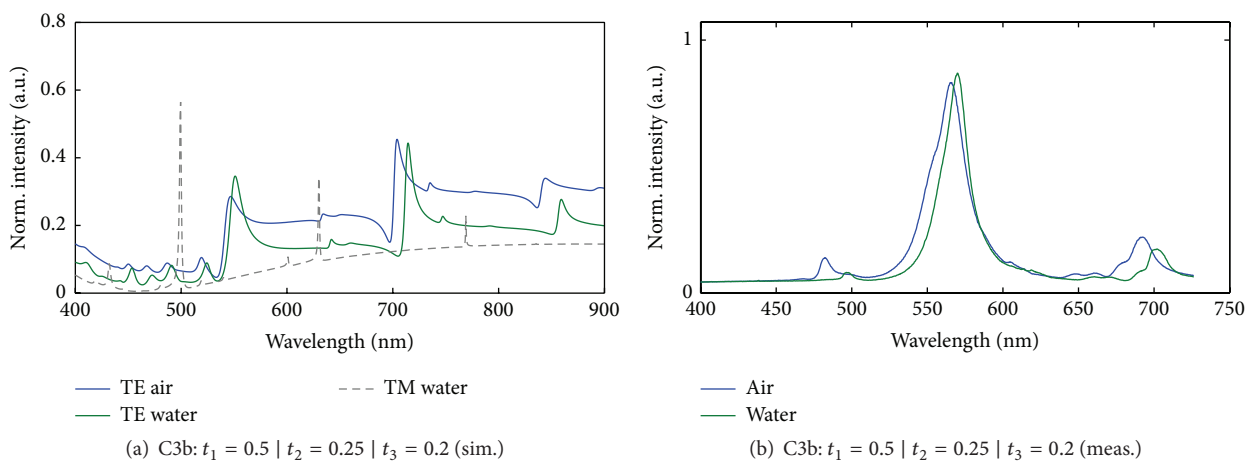 Norm. intensity (a.u.)
0.8
0.6
0.4
0.2
0
400 500 600 700 800 900
Wavelength (nm)
TE air
TE water
TM water
(a) C3b: t₁ = 0.5 | t₂ = 0.25 | t₃ = 0.2 (sim.)
Norm. intensity (a.u.)
1
0
400 450 500 550 600 650 700 750
Wavelength (nm)
Air
Water
(b) C3b: t₁ = 0.5 | t₂ = 0.25 | t₃ = 0.2 (meas.)